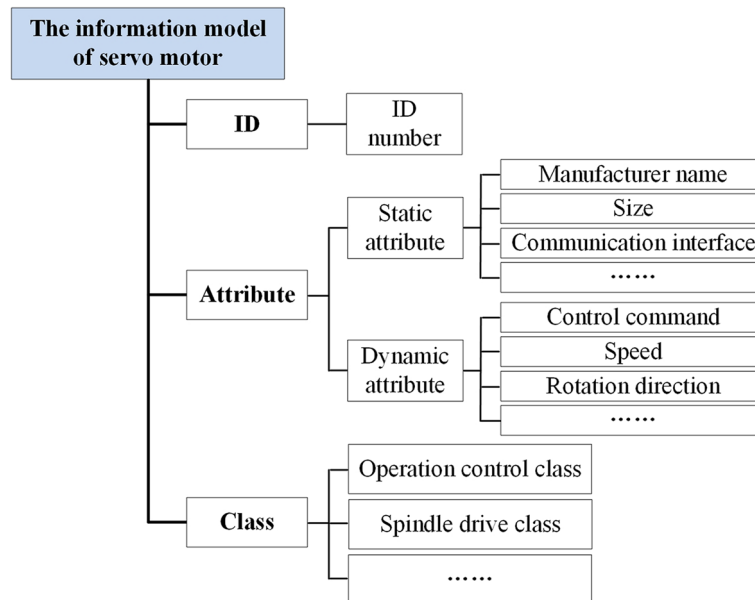 The information model
of servo motor
ID
ID
number
Attribute
Static
attribute
Manufacturer name
Size
Communication interface
……
Dynamic
attribute
Control command
Speed
Rotation direction
……
Class
Operation control class
Spindle drive class
……